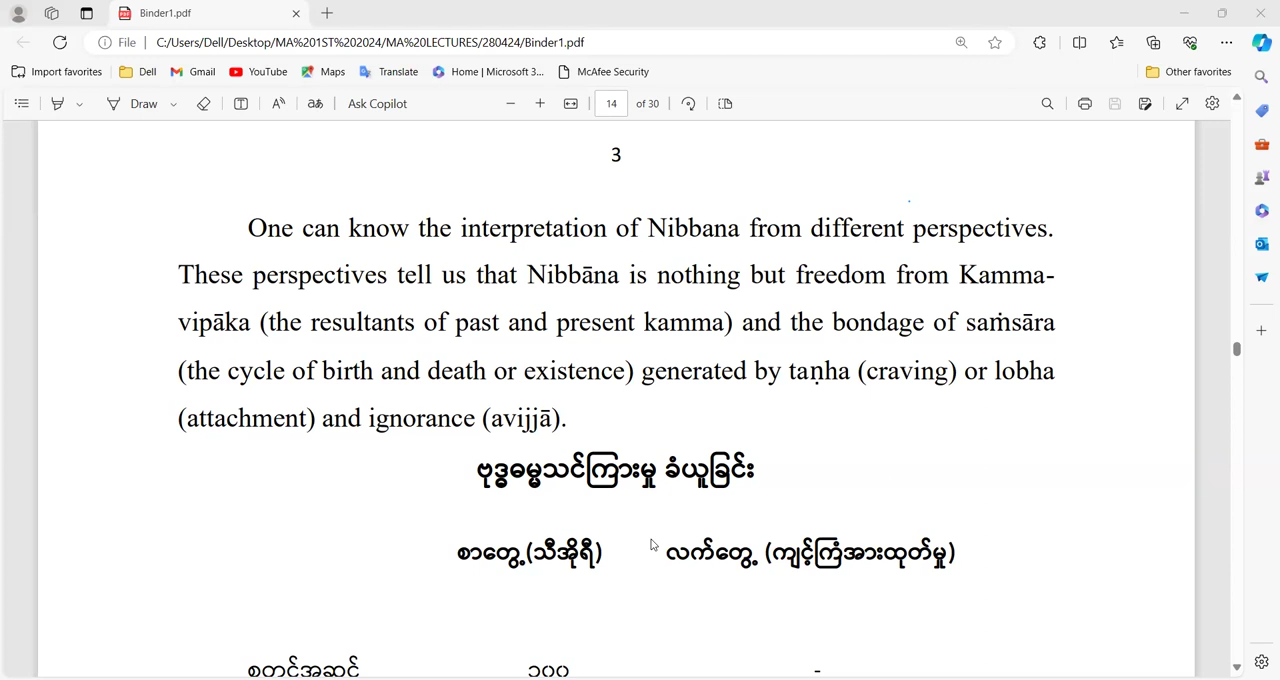 Binder1.pdf
File C:/Users/Dell/Desktop/MA%201ST%202024/MA%20LECTURES/280424/Binder1.pdf
Import favorites Dell Gmail YouTube Maps Translate Home | Microsoft 3... McAfee Security Other favorites
Draw Ask Copilot 14 of 30
3
One can know the interpretation of Nibbana from different perspectives.
These perspectives tell us that Nibbāna is nothing but freedom from Kamma-
vipāka (the resultants of past and present kamma) and the bondage of saṁsāra
(the cycle of birth and death or existence) generated by taṇha (craving) or lobha
(attachment) and ignorance (avijjā).
ဗုဒ္ဓဓမ္မသင်ကြားမှု ခံယူခြင်း
စာတွေ့(သီအိုရီ) လက်တွေ့ (ကျင့်ကြံအားထုတ်မှု)
စတင်အဆင့် ၁၀၀ -